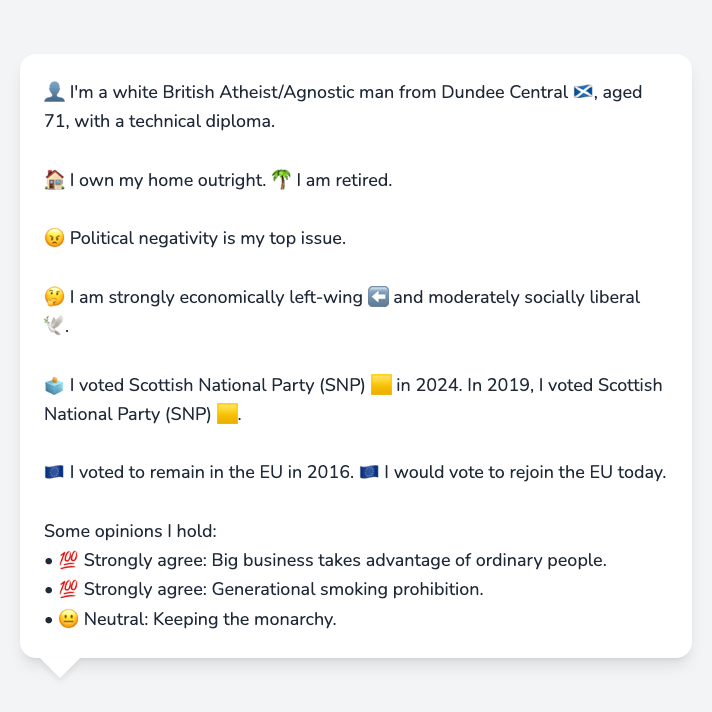 👤 I'm a white British Atheist/Agnostic man from Dundee Central 🏴󠁧󠁢󠁳󠁣󠁴󠁿, aged
71, with a technical diploma.
🏠 I own my home outright. 🌴 I am retired.
😠 Political negativity is my top issue.
🤔 I am strongly economically left-wing ⬅️ and moderately socially liberal
🕊️.
🗳️ I voted Scottish National Party (SNP) 🟨 in 2024. In 2019, I voted Scottish
National Party (SNP) 🟨.
🇪🇺 I voted to remain in the EU in 2016. 🇪🇺 I would vote to rejoin the EU today.
Some opinions I hold:
• 💯 Strongly agree: Big business takes advantage of ordinary people.
• 💯 Strongly agree: Generational smoking prohibition.
• 😐 Neutral: Keeping the monarchy.